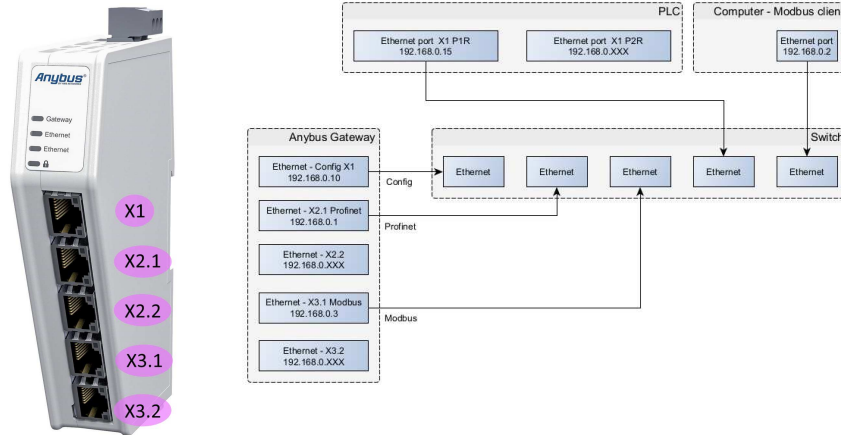 Anybus®
Gateway
Ethernet
Ethernet
X1
X2.1
X2.2
X3.1
X3.2
PLC
Ethernet port X1 P1R
192.168.0.15
Ethernet port X1 P2R
192.168.0.XXX
Computer - Modbus clien
Ethernet port
192.168.0.2
Anybus Gateway
Ethernet - Config X1
192.168.0.10
Config
Ethernet - X2.1 Profinet
192.168.0.1
Profinet
Ethernet - X2.2
192.168.0.XXX
Ethernet - X3.1 Modbus
192.168.0.3
Modbus
Ethernet - X3.2
192.168.0.XXX
Switch
Ethernet
Ethernet
Ethernet
Ethernet
Ethernet